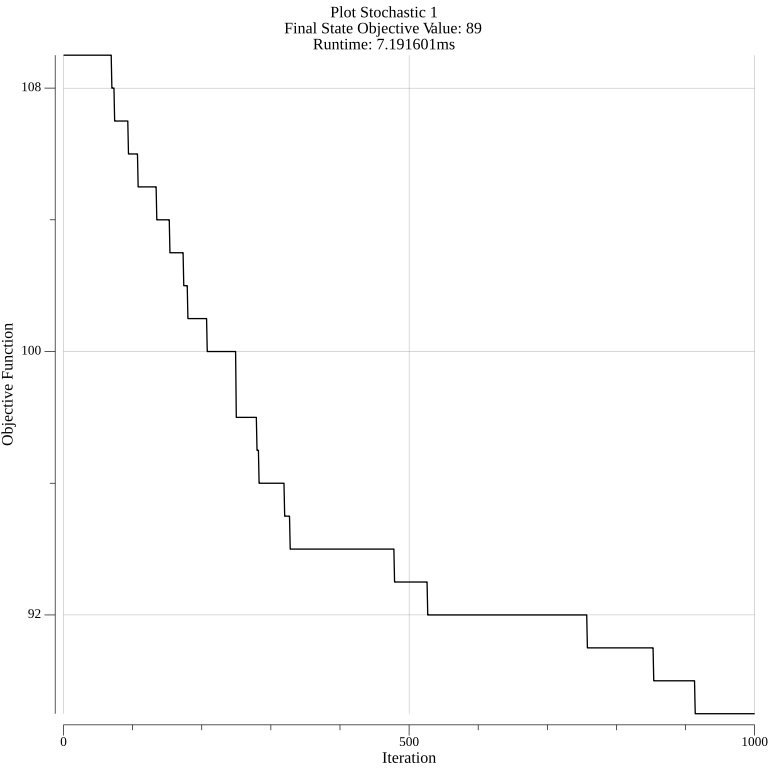 Plot Stochastic 1
Final State Objective Value: 89
Runtime: 7.191601ms
108
100
92
Objective Function
0
500
1000
Iteration